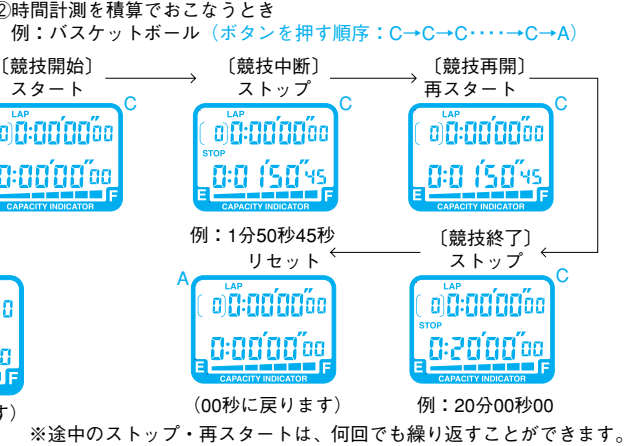 ②時間計測を積算でおこなうとき
例：バスケットボール（ボタンを押す順序：C→C→C‥‥→C→A）
〔競技開始〕 〔競技中断〕 〔競技再開〕
スタート ストップ 再スタート
C C C
LAP LAP LAP
0) 0:00'00"00 ( 0) 0:00'00"00 ( 0) 0:00'00"00
STOP
0:00'00"00 0:01'50"45 0:01'50"45
F E F E F
CAPACITY INDICATOR CAPACITY INDICATOR CAPACITY INDICATOR
例：1分50秒45秒 〔競技終了〕
リセット ストップ
A C
LAP LAP
( 0) 0:00'00"00 ( 0) 0:00'00"00
STOP
0:00'00"00 0:20'00"00
F E F E F
CAPACITY INDICATOR CAPACITY INDICATOR
す） （00秒に戻ります） 例：20分00秒00
※途中のストップ・再スタートは、何回でも繰り返すことができます。